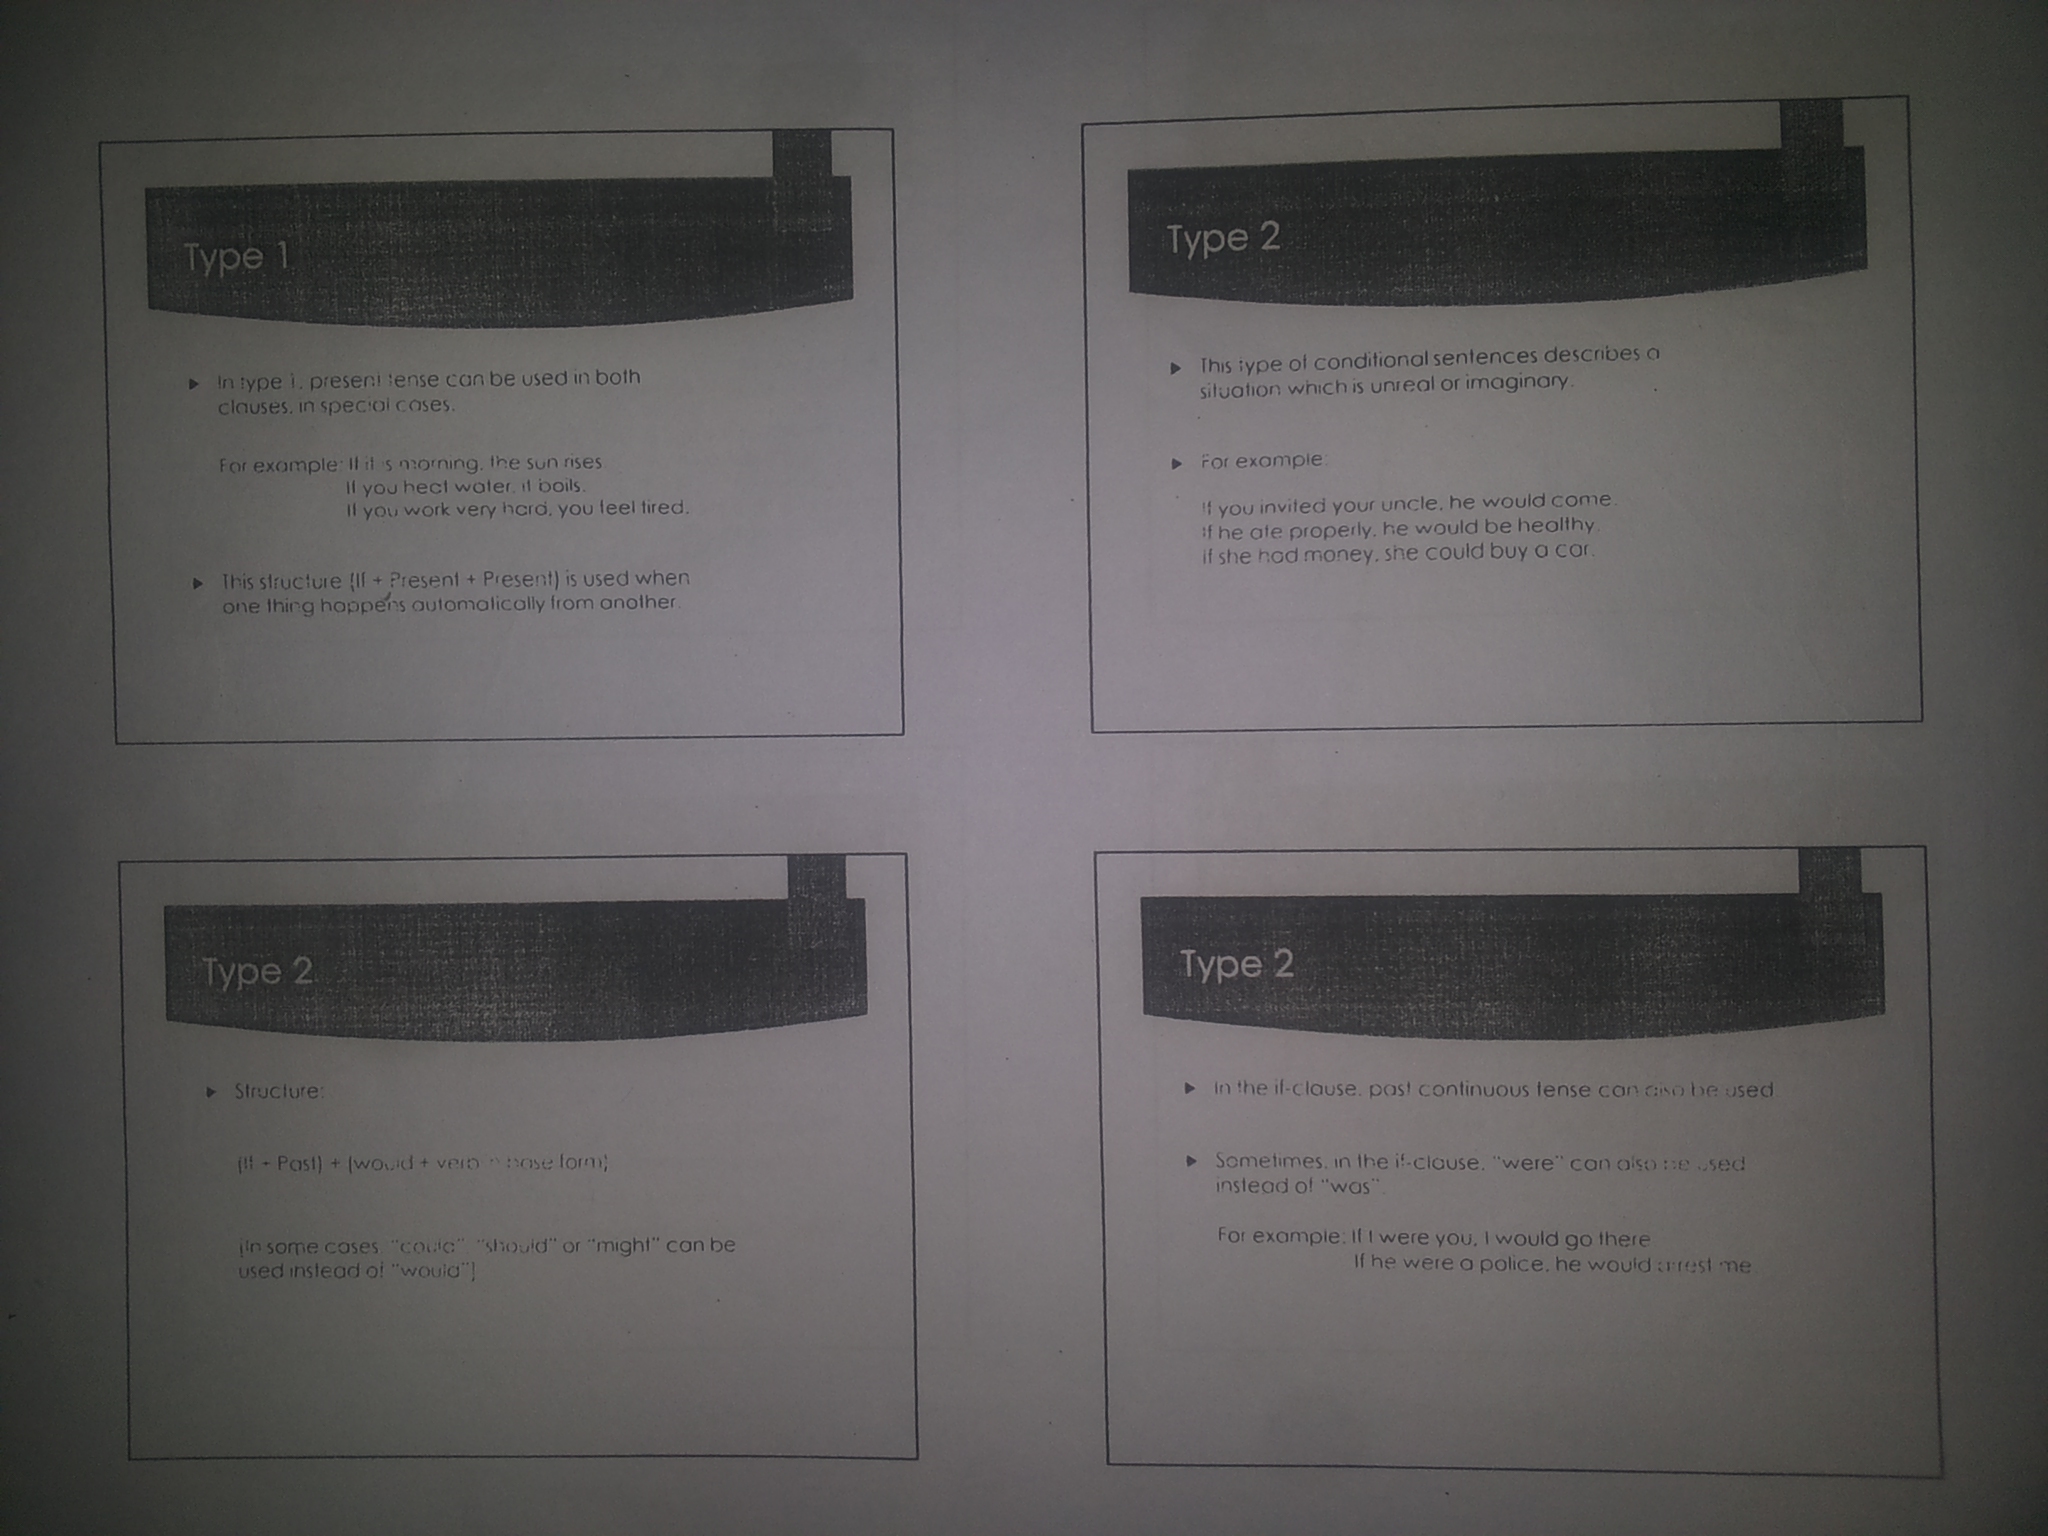 Type 1
In type 1, present tense can be used in both
clauses, in special cases.
For example: If it is morning, the sun rises
If you heat water, it boils.
If you work very hard, you feel tired.
This structure (If + Present + Present) is used when
one thing happens automatically from another.
Type 2
This type of conditional sentences describes a
situation which is unreal or imaginary.
For example:
If you invited your uncle, he would come.
If he ate properly, he would be healthy.
If she had money, she could buy a car.
Type 2
Structure:
(If + Past) + (would + verb base form)
(In some cases "could", "should" or "might" can be
used instead of "would")
Type 2
In the if-clause, past continuous tense can also be used
Sometimes, in the if-clause, "were" can also be used
instead of "was"
For example: If I were you, I would go there
If he were a police, he would arrest me